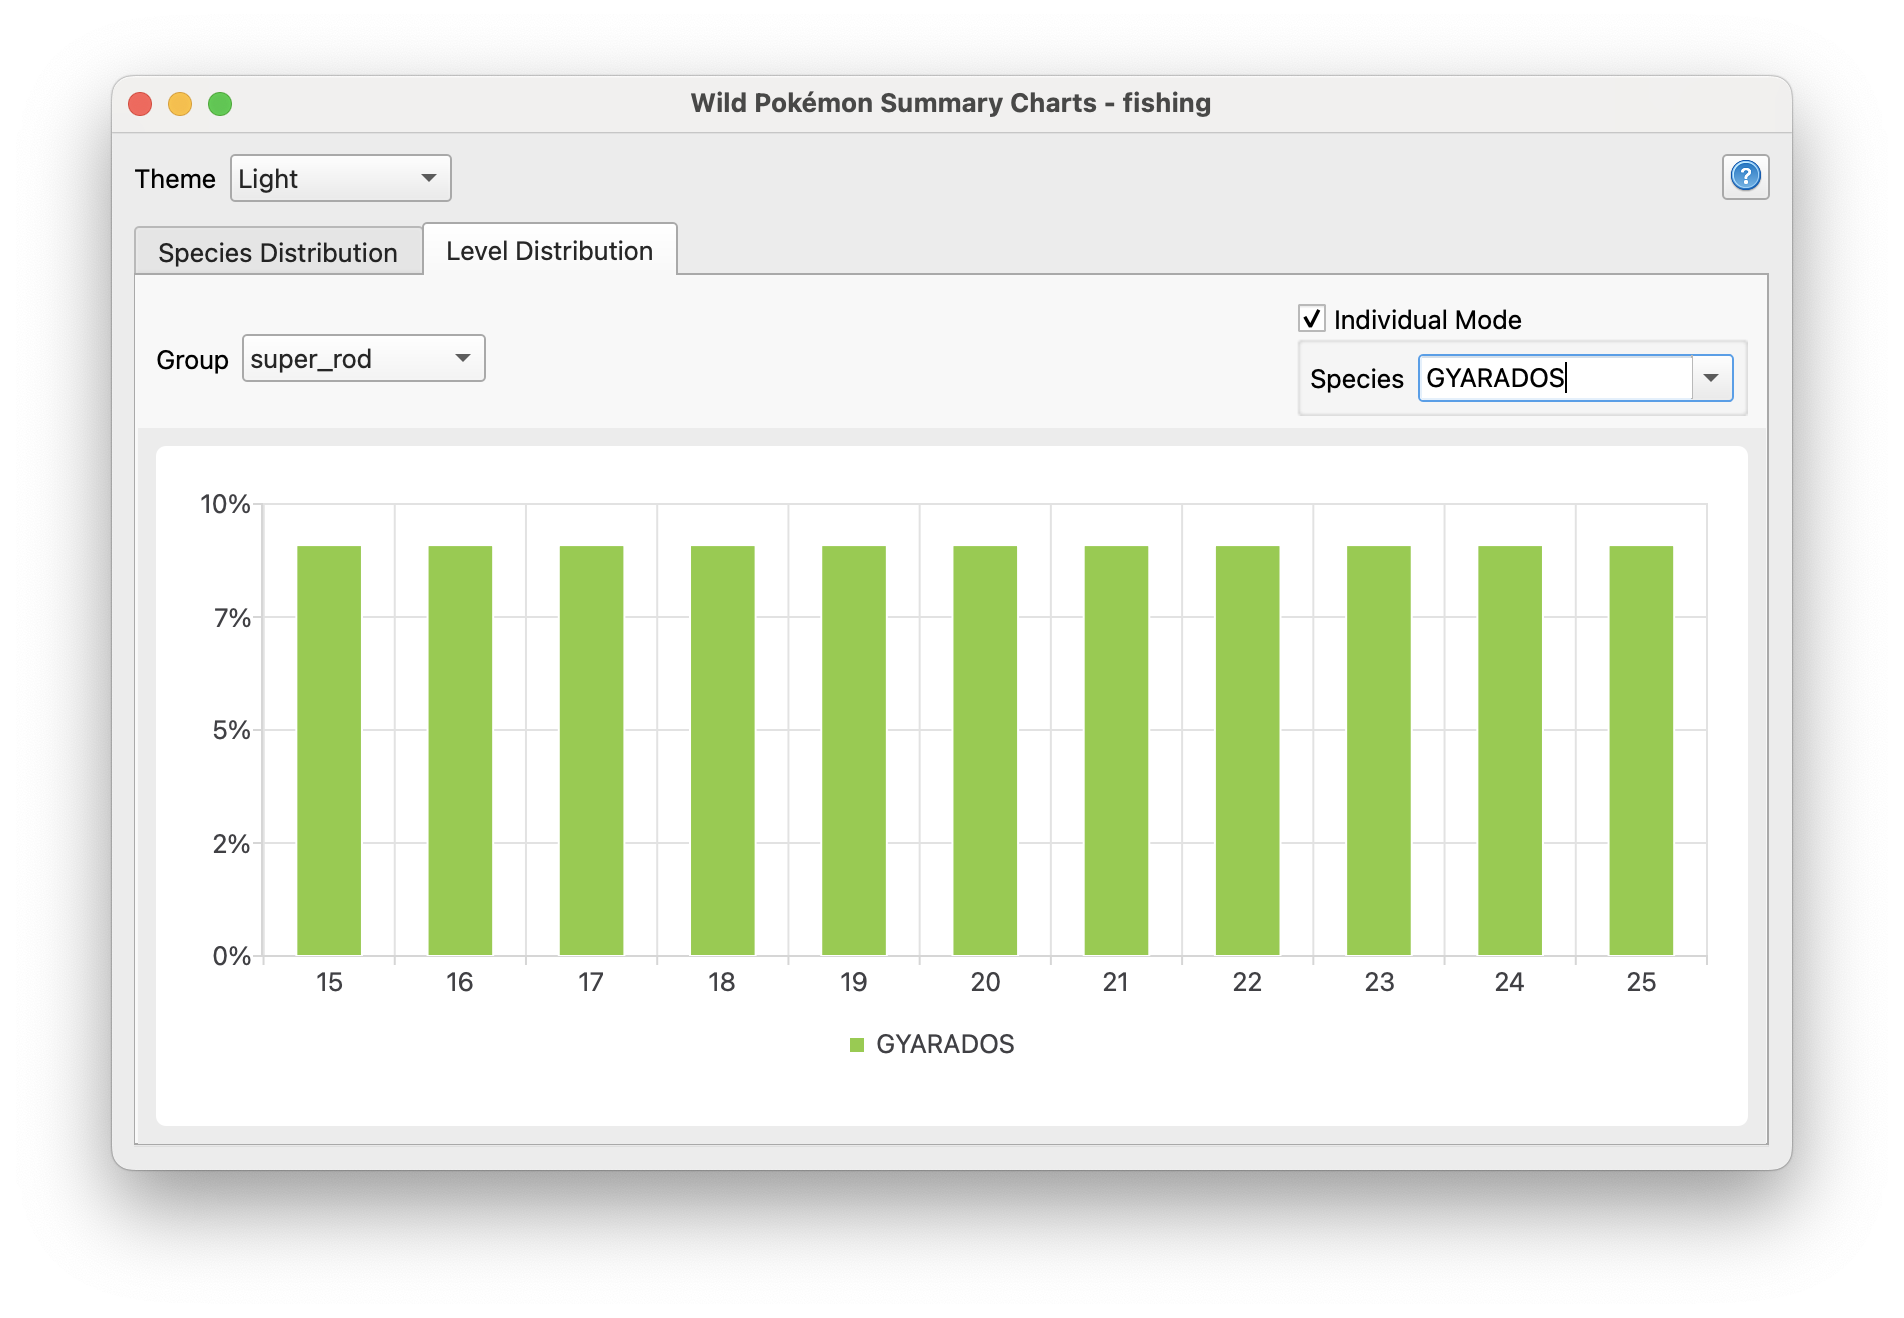 Wild Pokémon Summary Charts - fishing
Theme Light
?
Species Distribution Level Distribution
Individual Mode
Group super_rod
Species GYARADOS
10%
7%
5%
2%
0%
15 16 17 18 19 20 21 22 23 24 25
GYARADOS